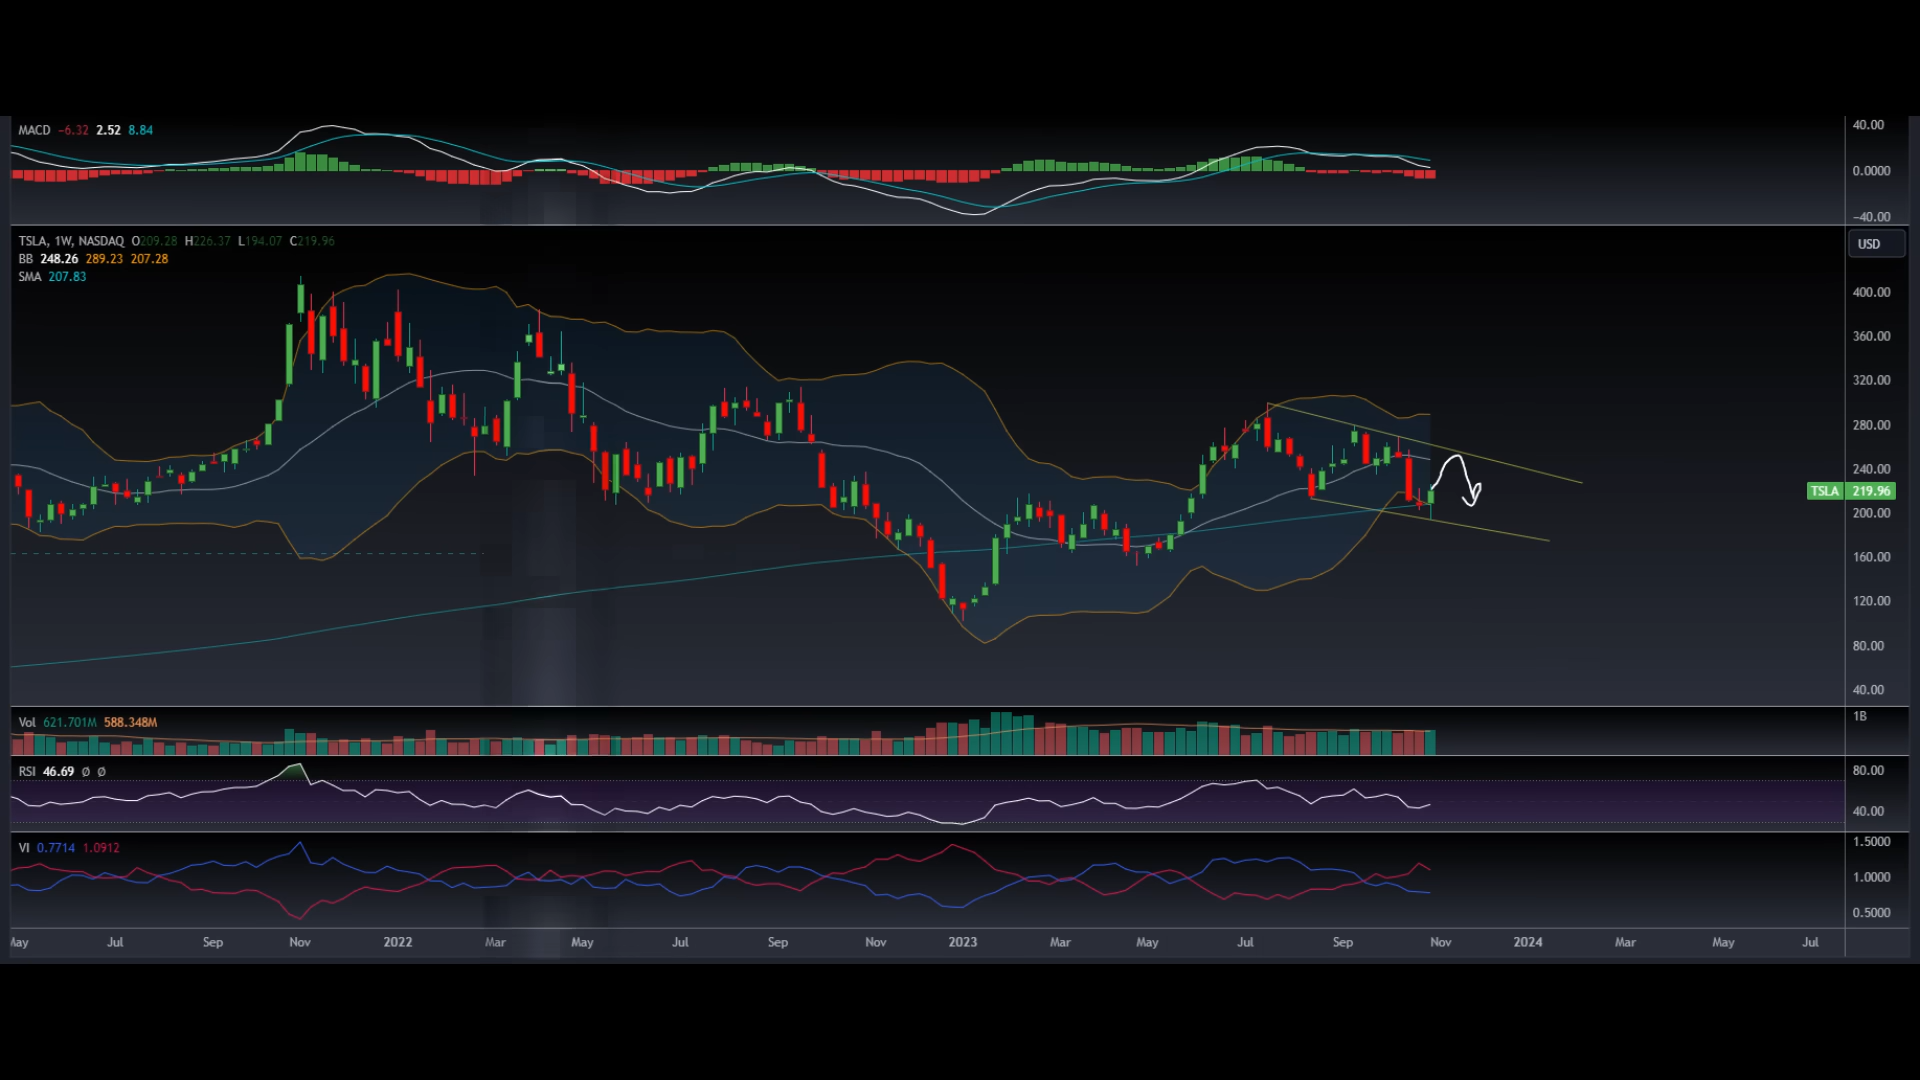 MACD −6.32 2.52 8.84
40.00
0.0000
−40.00
TSLA, 1W, NASDAQ O209.28 H226.37 L194.07 C219.96
USD
BB 248.26 289.23 207.28
SMA 207.83
400.00
360.00
320.00
280.00
240.00
TSLA 219.96
200.00
160.00
120.00
80.00
40.00
Vol 621.701M 588.348M
1B
RSI 46.69 Ø Ø
80.00
40.00
VI 0.7714 1.0912
1.5000
1.0000
0.5000
May Jul Sep Nov 2022 Mar May Jul Sep Nov 2023 Mar May Jul Sep Nov 2024 Mar May Jul